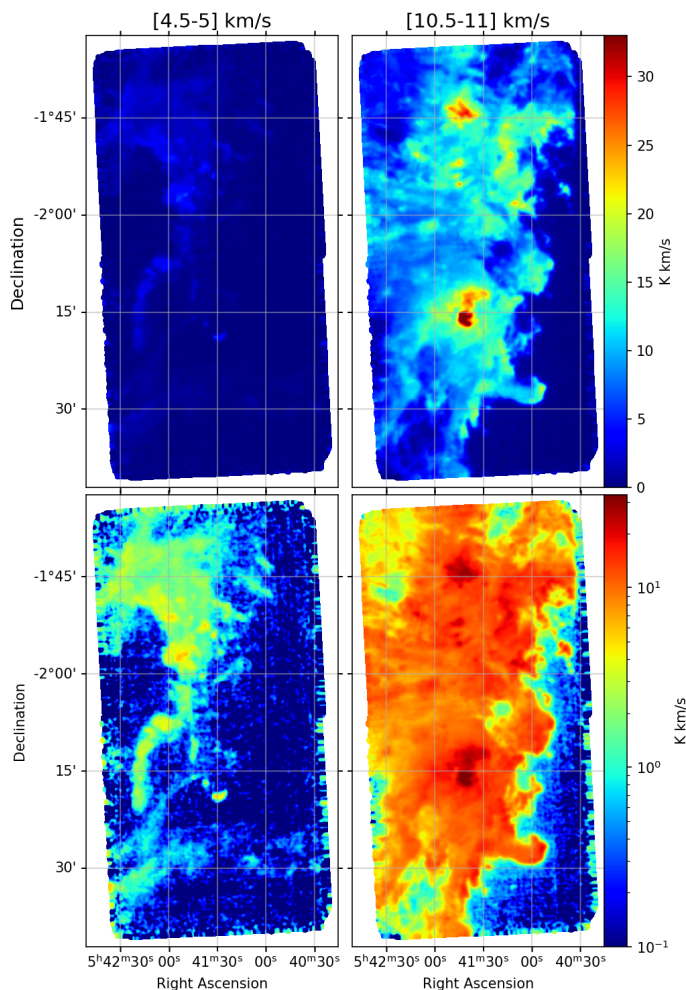 [4.5-5] km/s
[10.5-11] km/s
Declination
-1°45'
-2°00'
15'
30'
30
25
20
15
10
5
0
K km/s
Declination
-1°45'
-2°00'
15'
30'
10¹
10⁰
10⁻¹
K km/s
5ʰ42ᵐ30ˢ 00ˢ 41ᵐ30ˢ 00ˢ 40ᵐ30ˢ
5ʰ42ᵐ30ˢ 00ˢ 41ᵐ30ˢ 00ˢ 40ᵐ30ˢ
Right Ascension
Right Ascension